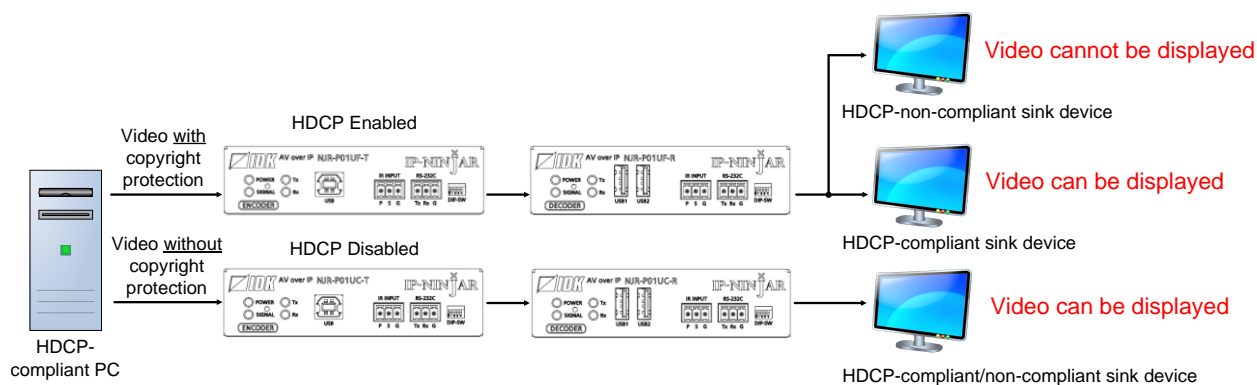 Video cannot be displayed
HDCP-non-compliant sink device
Video with
copyright
protection
HDCP Enabled
IDK AV over IP NJR-P01UF-T IP-NINJAR
POWER Tx
SIGNAL Rx
ENCODER
USB
IR INPUT RS-232C
P S G Tx Rx G DIP-SW
IDK AV over IP NJR-P01UF-R IP-NINJAR
POWER Tx
SIGNAL Rx
DECODER
USB1 USB2
IR INPUT RS-232C
P S G Tx Rx G DIP-SW
Video can be displayed
HDCP-compliant sink device
Video without
copyright
protection
HDCP Disabled
IDK AV over IP NJR-P01UC-T IP-NINJAR
POWER Tx
SIGNAL Rx
ENCODER
USB
IR INPUT RS-232C
P S G Tx Rx G DIP-SW
IDK AV over IP NJR-P01UC-R IP-NINJAR
POWER Tx
SIGNAL Rx
DECODER
USB1 USB2
IR INPUT RS-232C
P S G Tx Rx G DIP-SW
Video can be displayed
HDCP-
compliant PC
HDCP-compliant/non-compliant sink device